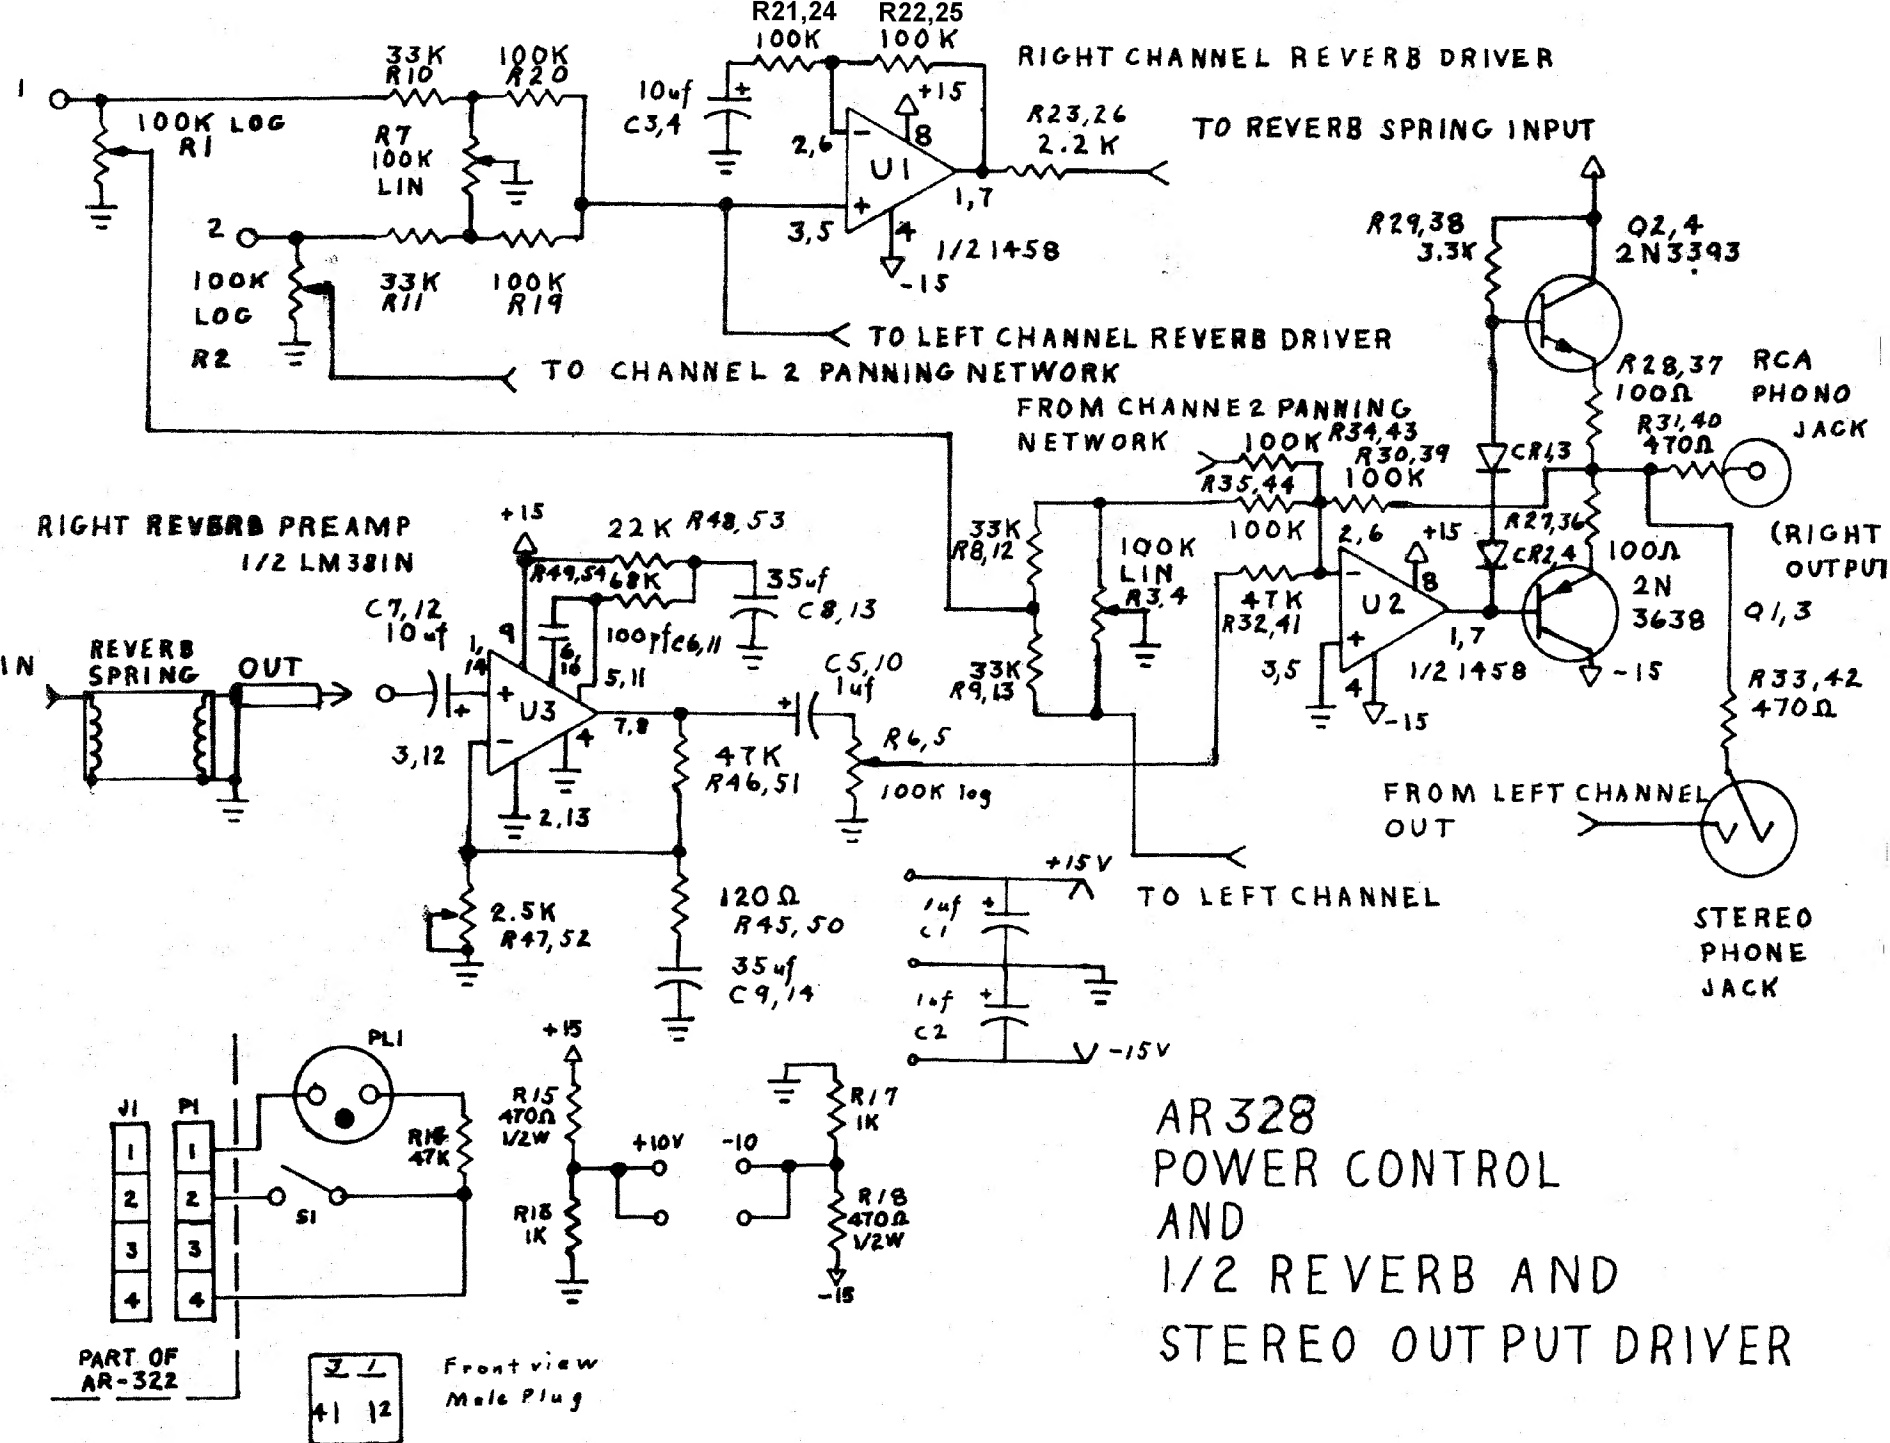 R21,24
R22,25
100K
100K
RIGHT CHANNEL REVERB DRIVER
33K
R10
100K
R20
1
10uf
C3,4
+
+15
R23,26
2.2K
TO REVERB SPRING INPUT
100K LOG
R1
R7
100K
LIN
2,6
-
8
U1
+
1,7
3,5
4
1/2 1458
-15
2
R29,38
3.3K
Q2,4
2N3393
100K
LOG
R2
33K
R11
100K
R19
TO LEFT CHANNEL REVERB DRIVER
TO CHANNEL 2 PANNING NETWORK
R28,37
100Ω
RCA
PHONO
JACK
FROM CHANNE2 PANNING
NETWORK
100K
R34,43
R30,39
100K
R31,40
470Ω
CR1,3
R35,44
100K
RIGHT REVERB PREAMP
1/2 LM381N
+15
22K
R48,53
R49,54
68K
35uf
C8,13
33K
R8,12
100K
LIN
R3,4
2,6
+15
R27,36
100Ω
CR2,4
(RIGHT
OUTPUT
C7,12
10uf
1,
14
9
100pf
C6,11
6,
10
5,11
47K
R32,41
-
8
U2
+
1,7
3,5
4
1/2 1458
-15
2N
3638
Q1,3
-15
IN
REVERB
SPRING
OUT
+
+
U3
-
4
7,8
3,12
2,13
C5,10
1uf
+
33K
R9,13
R33,42
470Ω
47K
R46,51
R6,5
100K log
FROM LEFT CHANNEL
OUT
2.5K
R47,52
120Ω
R45,50
35uf
C9,14
+15V
1uf
C1
+
1uf
C2
+
-15V
TO LEFT CHANNEL
STEREO
PHONE
JACK
PL1
J1
P1
1
2
3
4
1
2
3
4
47K
S1
+15
R15
470Ω
1/2W
1K
+10V
-10
R17
1K
R18
470Ω
1/2W
-15
PART OF
AR-322
3 1
4 2
Front view
Male Plug
AR 328
POWER CONTROL
AND
1/2 REVERB AND
STEREO OUTPUT DRIVER